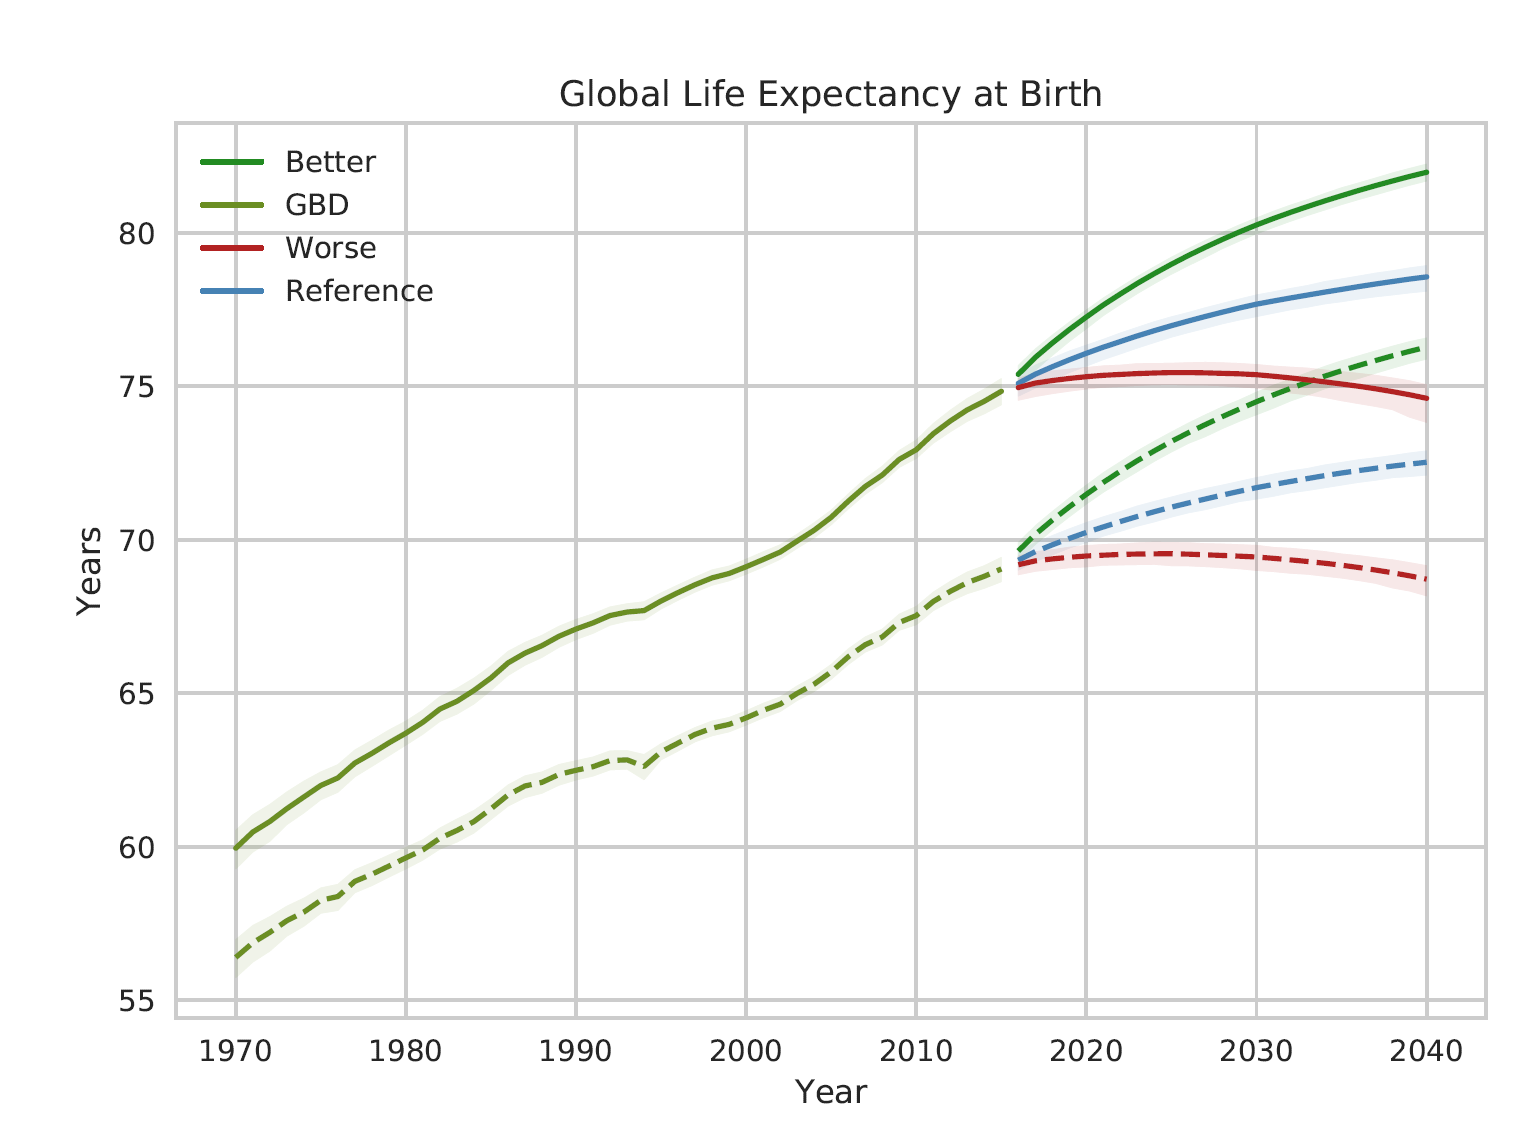 Global Life Expectancy at Birth
Better
GBD
Worse
Reference
80
75
70
65
60
55
Years
1970 1980 1990 2000 2010 2020 2030 2040
Year